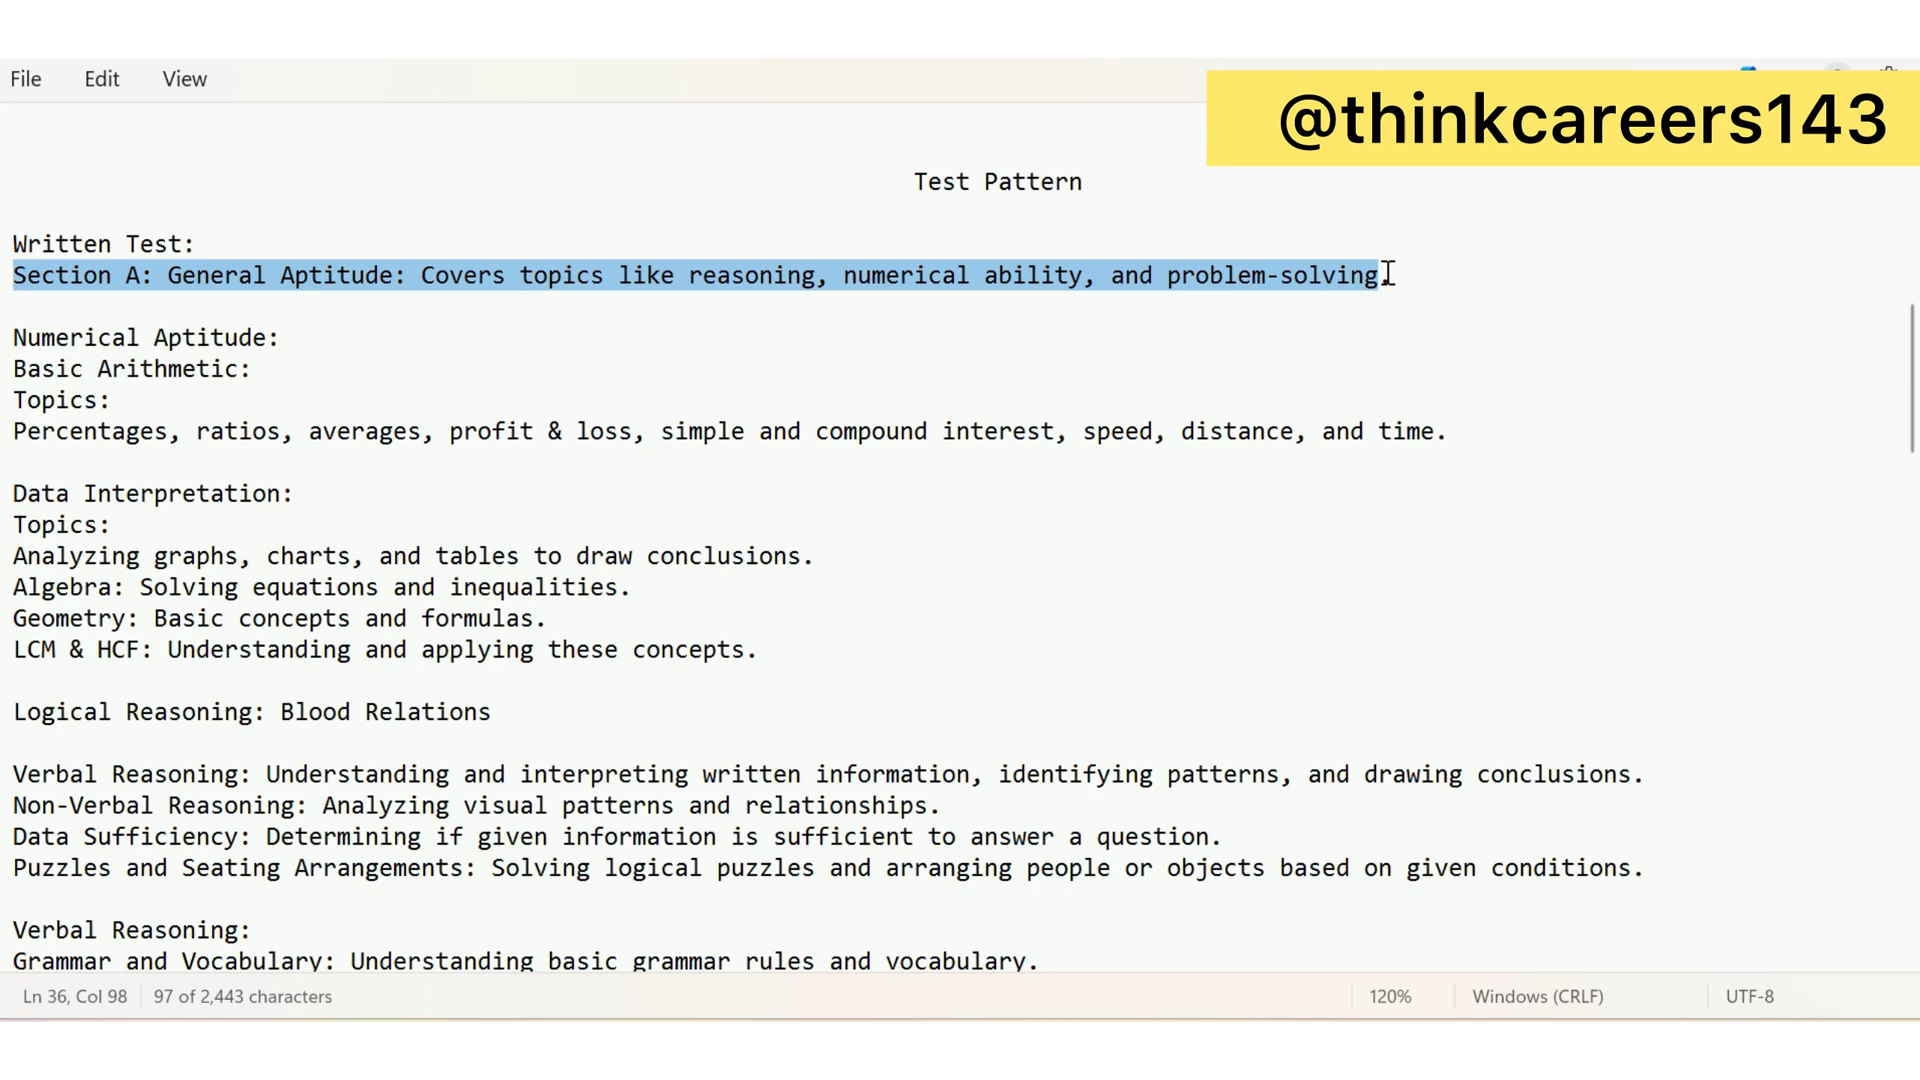 File Edit View
@thinkcareers143
Test Pattern
Written Test:
Section A: General Aptitude: Covers topics like reasoning, numerical ability, and problem-solving.
Numerical Aptitude:
Basic Arithmetic:
Topics:
Percentages, ratios, averages, profit & loss, simple and compound interest, speed, distance, and time.
Data Interpretation:
Topics:
Analyzing graphs, charts, and tables to draw conclusions.
Algebra: Solving equations and inequalities.
Geometry: Basic concepts and formulas.
LCM & HCF: Understanding and applying these concepts.
Logical Reasoning: Blood Relations
Verbal Reasoning: Understanding and interpreting written information, identifying patterns, and drawing conclusions.
Non-Verbal Reasoning: Analyzing visual patterns and relationships.
Data Sufficiency: Determining if given information is sufficient to answer a question.
Puzzles and Seating Arrangements: Solving logical puzzles and arranging people or objects based on given conditions.
Verbal Reasoning:
Grammar and Vocabulary: Understanding basic grammar rules and vocabulary.
Ln 36, Col 98 97 of 2,443 characters 120% Windows (CRLF) UTF-8